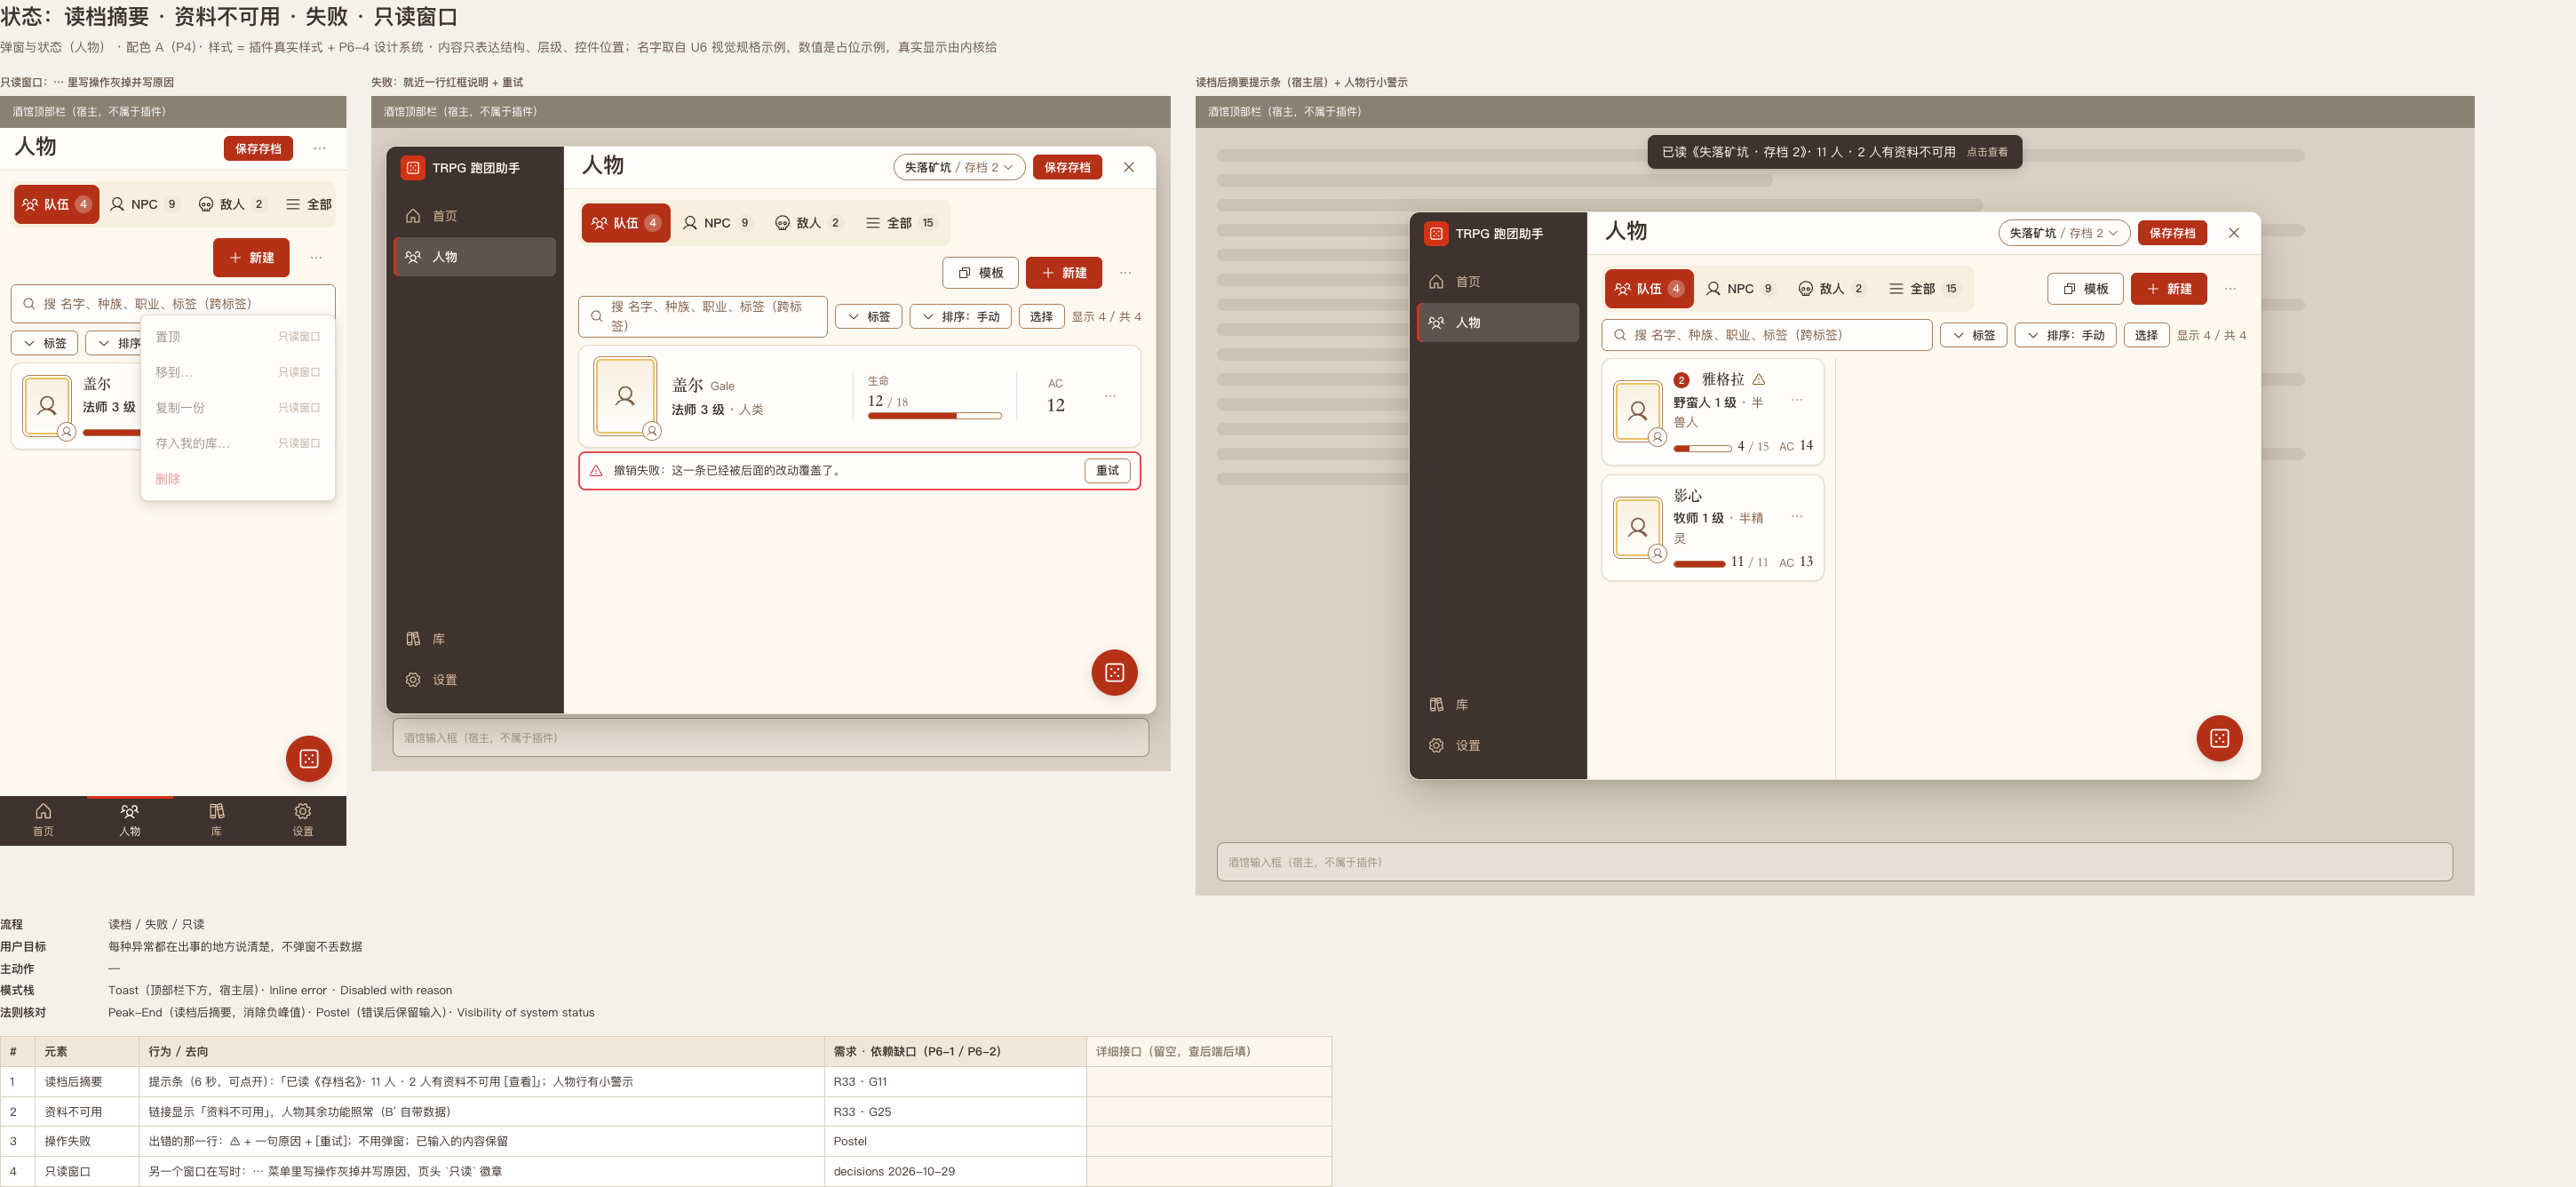 状态：读档摘要 · 资料不可用 · 失败 · 只读窗口
弹窗与状态（人物） · 配色 A（P4）· 样式 = 插件真实样式 + P6-4 设计系统 · 内容只表达结构、层级、控件位置；名字取自 U6 视觉规格示例，数值是占位示例，真实显示由内核给
只读窗口：··· 里写操作灰掉并写原因
酒馆顶部栏（宿主，不属于插件）
人物
保存存档
···
队伍 4
NPC 9
敌人 2
全部
新建
···
搜 名字、种族、职业、标签（跨标签）
标签
排序
置顶 只读窗口
移到… 只读窗口
复制一份 只读窗口
存入我的库… 只读窗口
删除
盖尔
法师 3 级
首页
人物
库
设置
失败：就近一行红框说明 + 重试
酒馆顶部栏（宿主，不属于插件）
TRPG 跑团助手
首页
人物
库
设置
人物
失落矿坑 / 存档 2
保存存档
队伍 4
NPC 9
敌人 2
全部 15
模板
新建
···
搜 名字、种族、职业、标签（跨标
签）
标签
排序：手动
选择
显示 4 / 共 4
盖尔 Gale
法师 3 级 · 人类
生命
12 / 18
AC
12
···
撤销失败：这一条已经被后面的改动覆盖了。
重试
酒馆输入框（宿主，不属于插件）
读档后摘要提示条（宿主层）+ 人物行小警示
酒馆顶部栏（宿主，不属于插件）
已读《失落矿坑 · 存档 2》· 11 人 · 2 人有资料不可用 点击查看
TRPG 跑团助手
首页
人物
库
设置
人物
失落矿坑 / 存档 2
保存存档
队伍 4
NPC 9
敌人 2
全部 15
模板
新建
···
搜 名字、种族、职业、标签（跨标签）
标签
排序：手动
选择
显示 4 / 共 4
2 雅格拉
野蛮人 1 级 · 半
兽人
···
4 / 15 AC 14
影心
牧师 1 级 · 半精
灵
···
11 / 11 AC 13
酒馆输入框（宿主，不属于插件）
流程 读档 / 失败 / 只读
用户目标 每种异常都在出事的地方说清楚，不弹窗不丢数据
主动作 —
模式栈 Toast（顶部栏下方，宿主层）· Inline error · Disabled with reason
法则核对 Peak-End（读档后摘要，消除负峰值）· Postel（错误后保留输入）· Visibility of system status
# 元素 行为 / 去向 需求 · 依赖缺口（P6-1 / P6-2） 详细接口（留空，查后端后填）
1 读档后摘要 提示条（6 秒，可点开）：「已读《存档名》· 11 人 · 2 人有资料不可用 [查看]」；人物行有小警示 R33 · G11
2 资料不可用 链接显示「资料不可用」，人物其余功能照常（B′ 自带数据） R33 · G25
3 操作失败 出错的那一行：⚠ + 一句原因 + [重试]；不用弹窗；已输入的内容保留 Postel
4 只读窗口 另一个窗口在写时：··· 菜单里写操作灰掉并写原因，页头 `只读` 徽章 decisions 2026-10-29